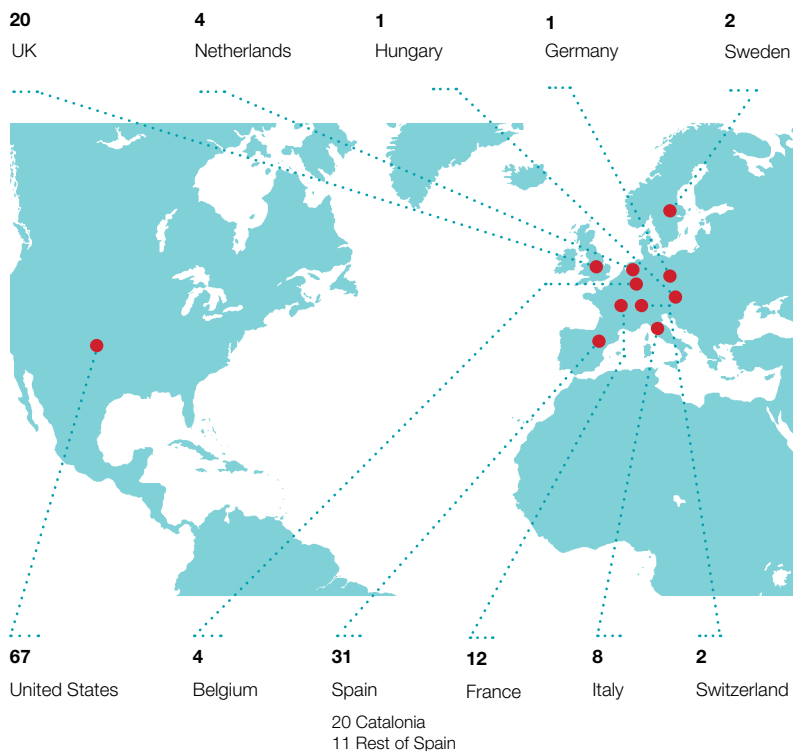 20
UK
4
Netherlands
1
Hungary
1
Germany
2
Sweden
67
United States
4
Belgium
31
Spain
20 Catalonia
11 Rest of Spain
12
France
8
Italy
2
Switzerland